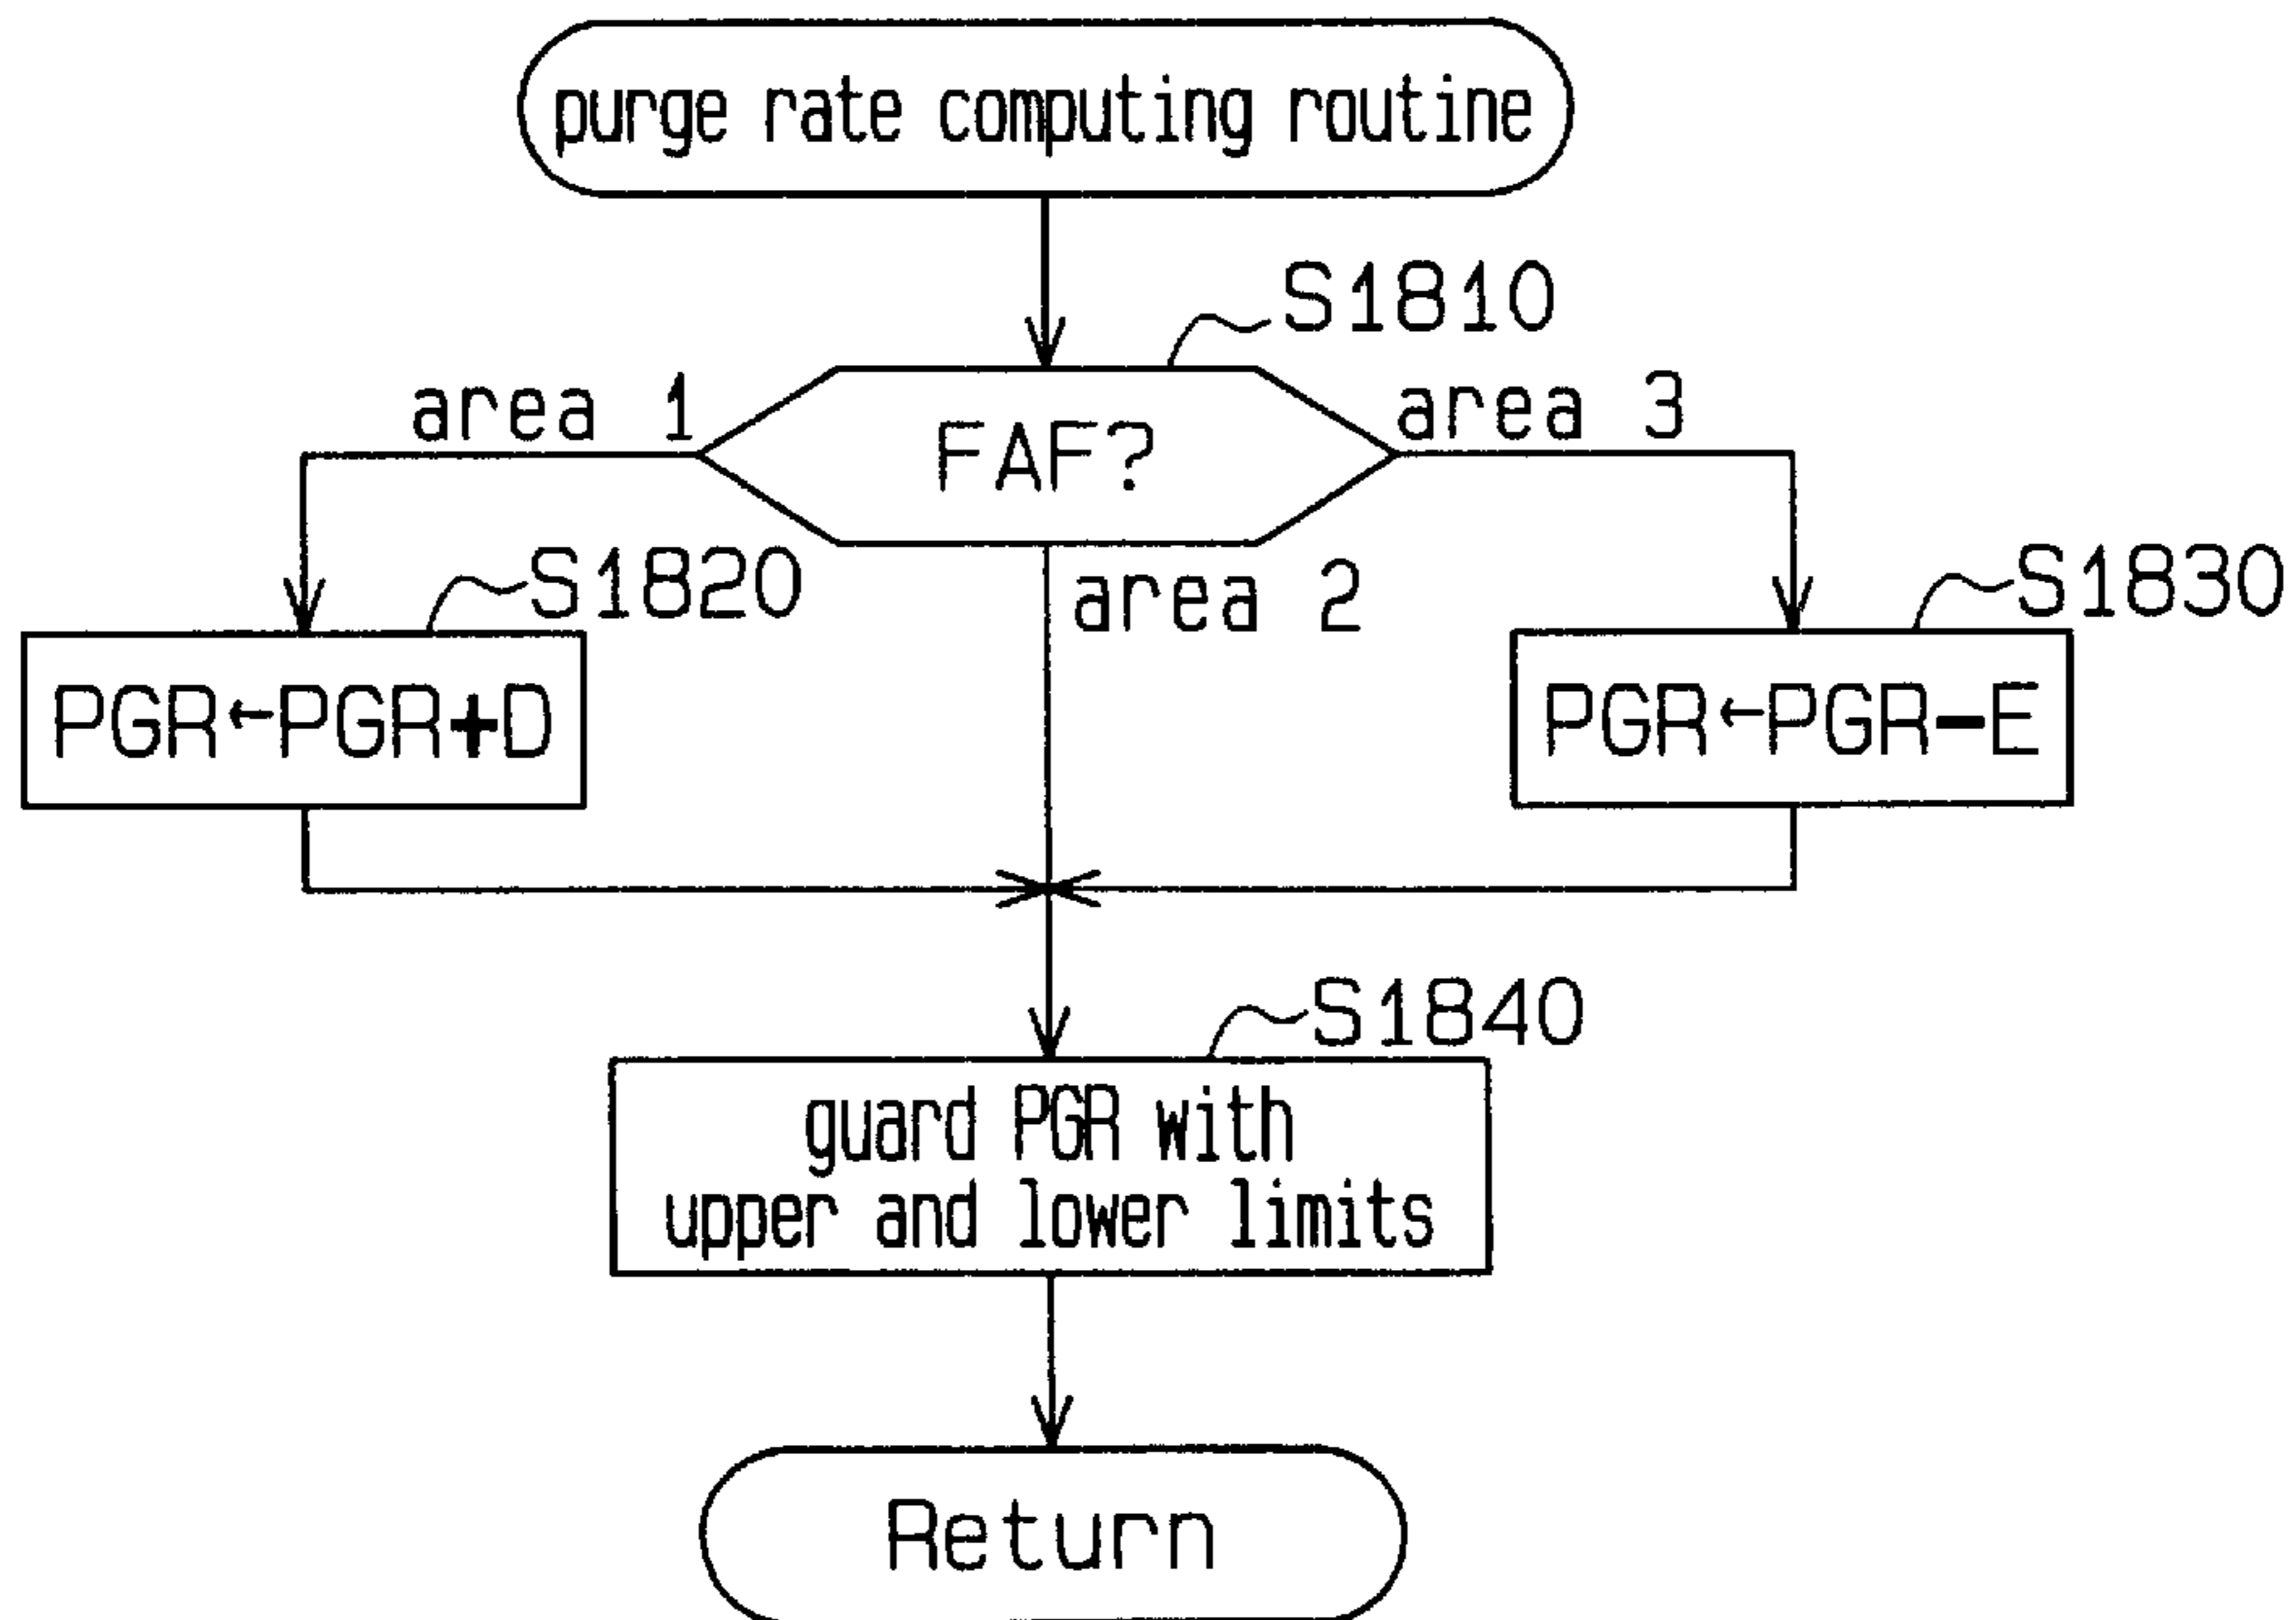 purge rate computing routine
S1810
area 1
FAF?
area 3
area 2
S1820
S1830
PGR←PGR+D
PGR←PGR-E
S1840
guard PGR with
upper and lower limits
Return